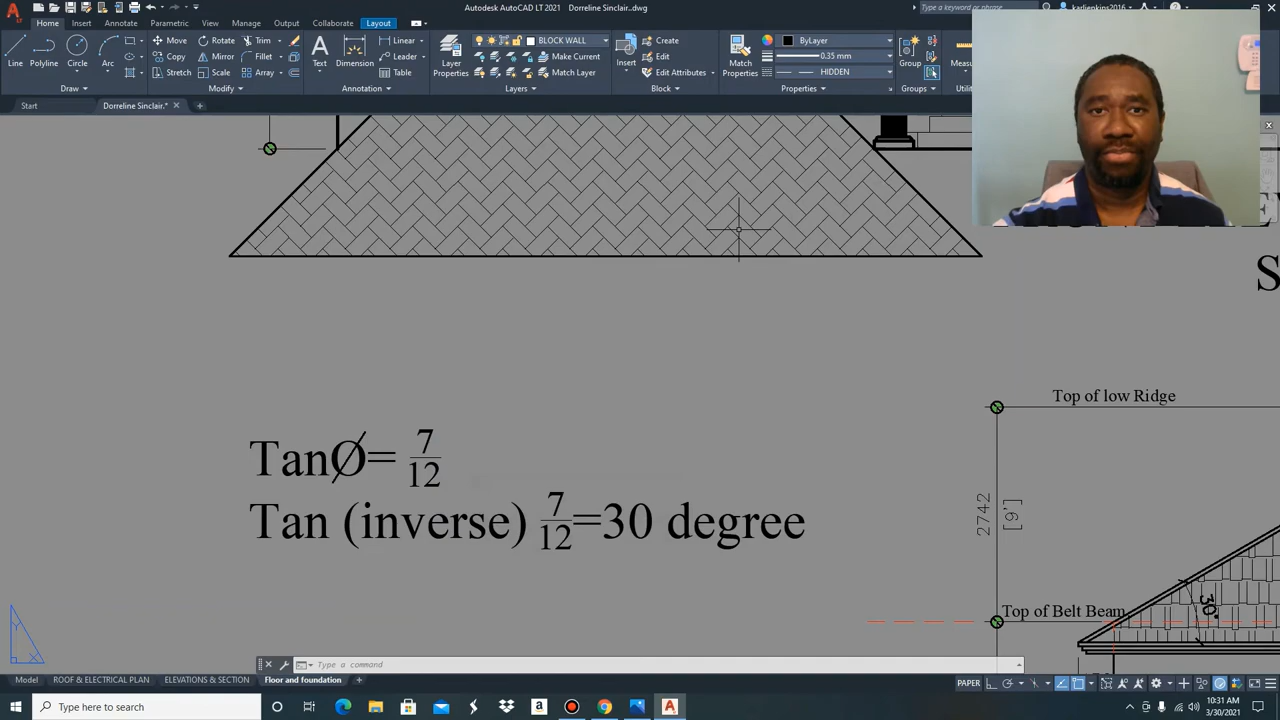 Autodesk AutoCAD LT 2021 Dorreline Sinclair.dwg
Type a keyword or phrase
karlienkins2016
Home Insert Annotate Parametric View Manage Output Collaborate Layout
Line Polyline Circle Arc
Move Rotate Trim
Copy Mirror Fillet
Stretch Scale Array
Text Dimension
Linear
Leader
Table
Layer Properties
BLOCK WALL
Make Current
Match Layer
Insert
Create
Edit
Edit Attributes
Match Properties
ByLayer
0.35 mm
HIDDEN
Group
Draw Modify Annotation Layers Block Properties Groups
Start Dorreline Sinclair.*
S
Top of low Ridge
TanØ= 7/12
Tan (inverse) 7/12=30 degree
2742
[9']
30°
Top of Belt Beam
Y
X
Type a command
Model ROOF & ELECTRICAL PLAN ELEVATIONS & SECTION Floor and foundation
PAPER
Type here to search
10:31 AM
3/30/2021